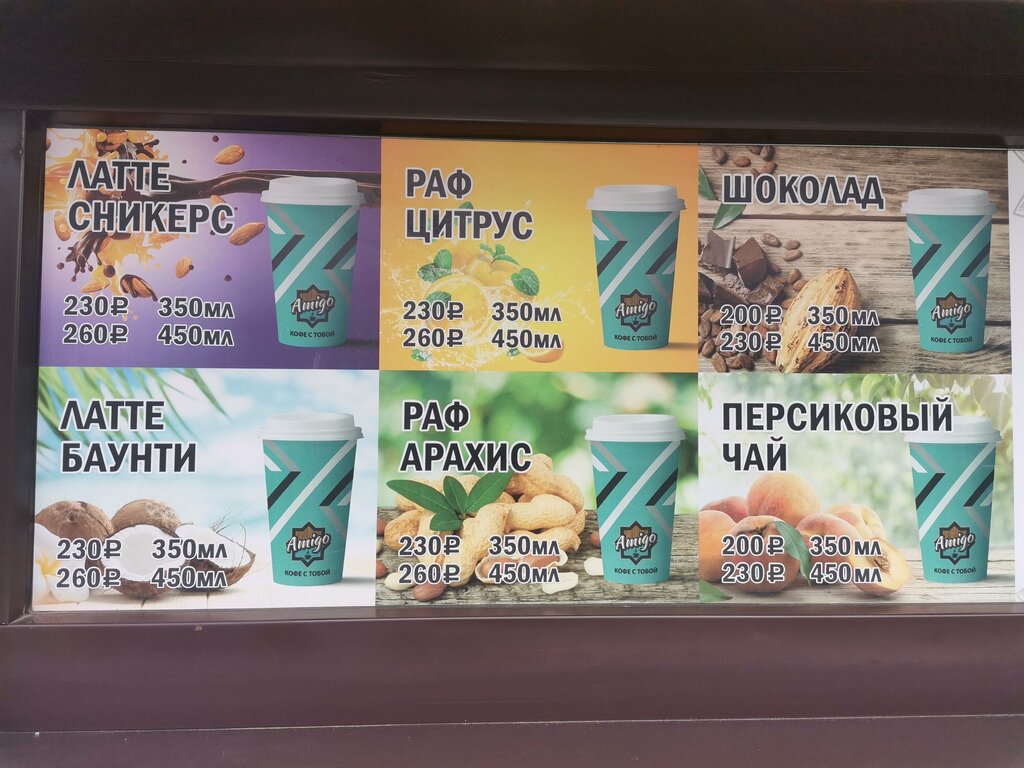 ЛАТТЕ
СНИКЕРС
230₽ 350мл
260₽ 450мл
Amigo
КОФЕ С ТОБОЙ
РАФ
ЦИТРУС
230₽ 350мл
260₽ 450мл
Amigo
КОФЕ С ТОБОЙ
ШОКОЛАД
200₽ 350мл
230₽ 450мл
Amigo
КОФЕ С ТОБОЙ
ЛАТТЕ
БАУНТИ
230₽ 350мл
260₽ 450мл
Amigo
КОФЕ С ТОБОЙ
РАФ
АРАХИС
230₽ 350мл
260₽ 450мл
Amigo
КОФЕ С ТОБОЙ
ПЕРСИКОВЫЙ
ЧАЙ
200₽ 350мл
230₽ 450мл
Amigo
КОФЕ С ТОБОЙ